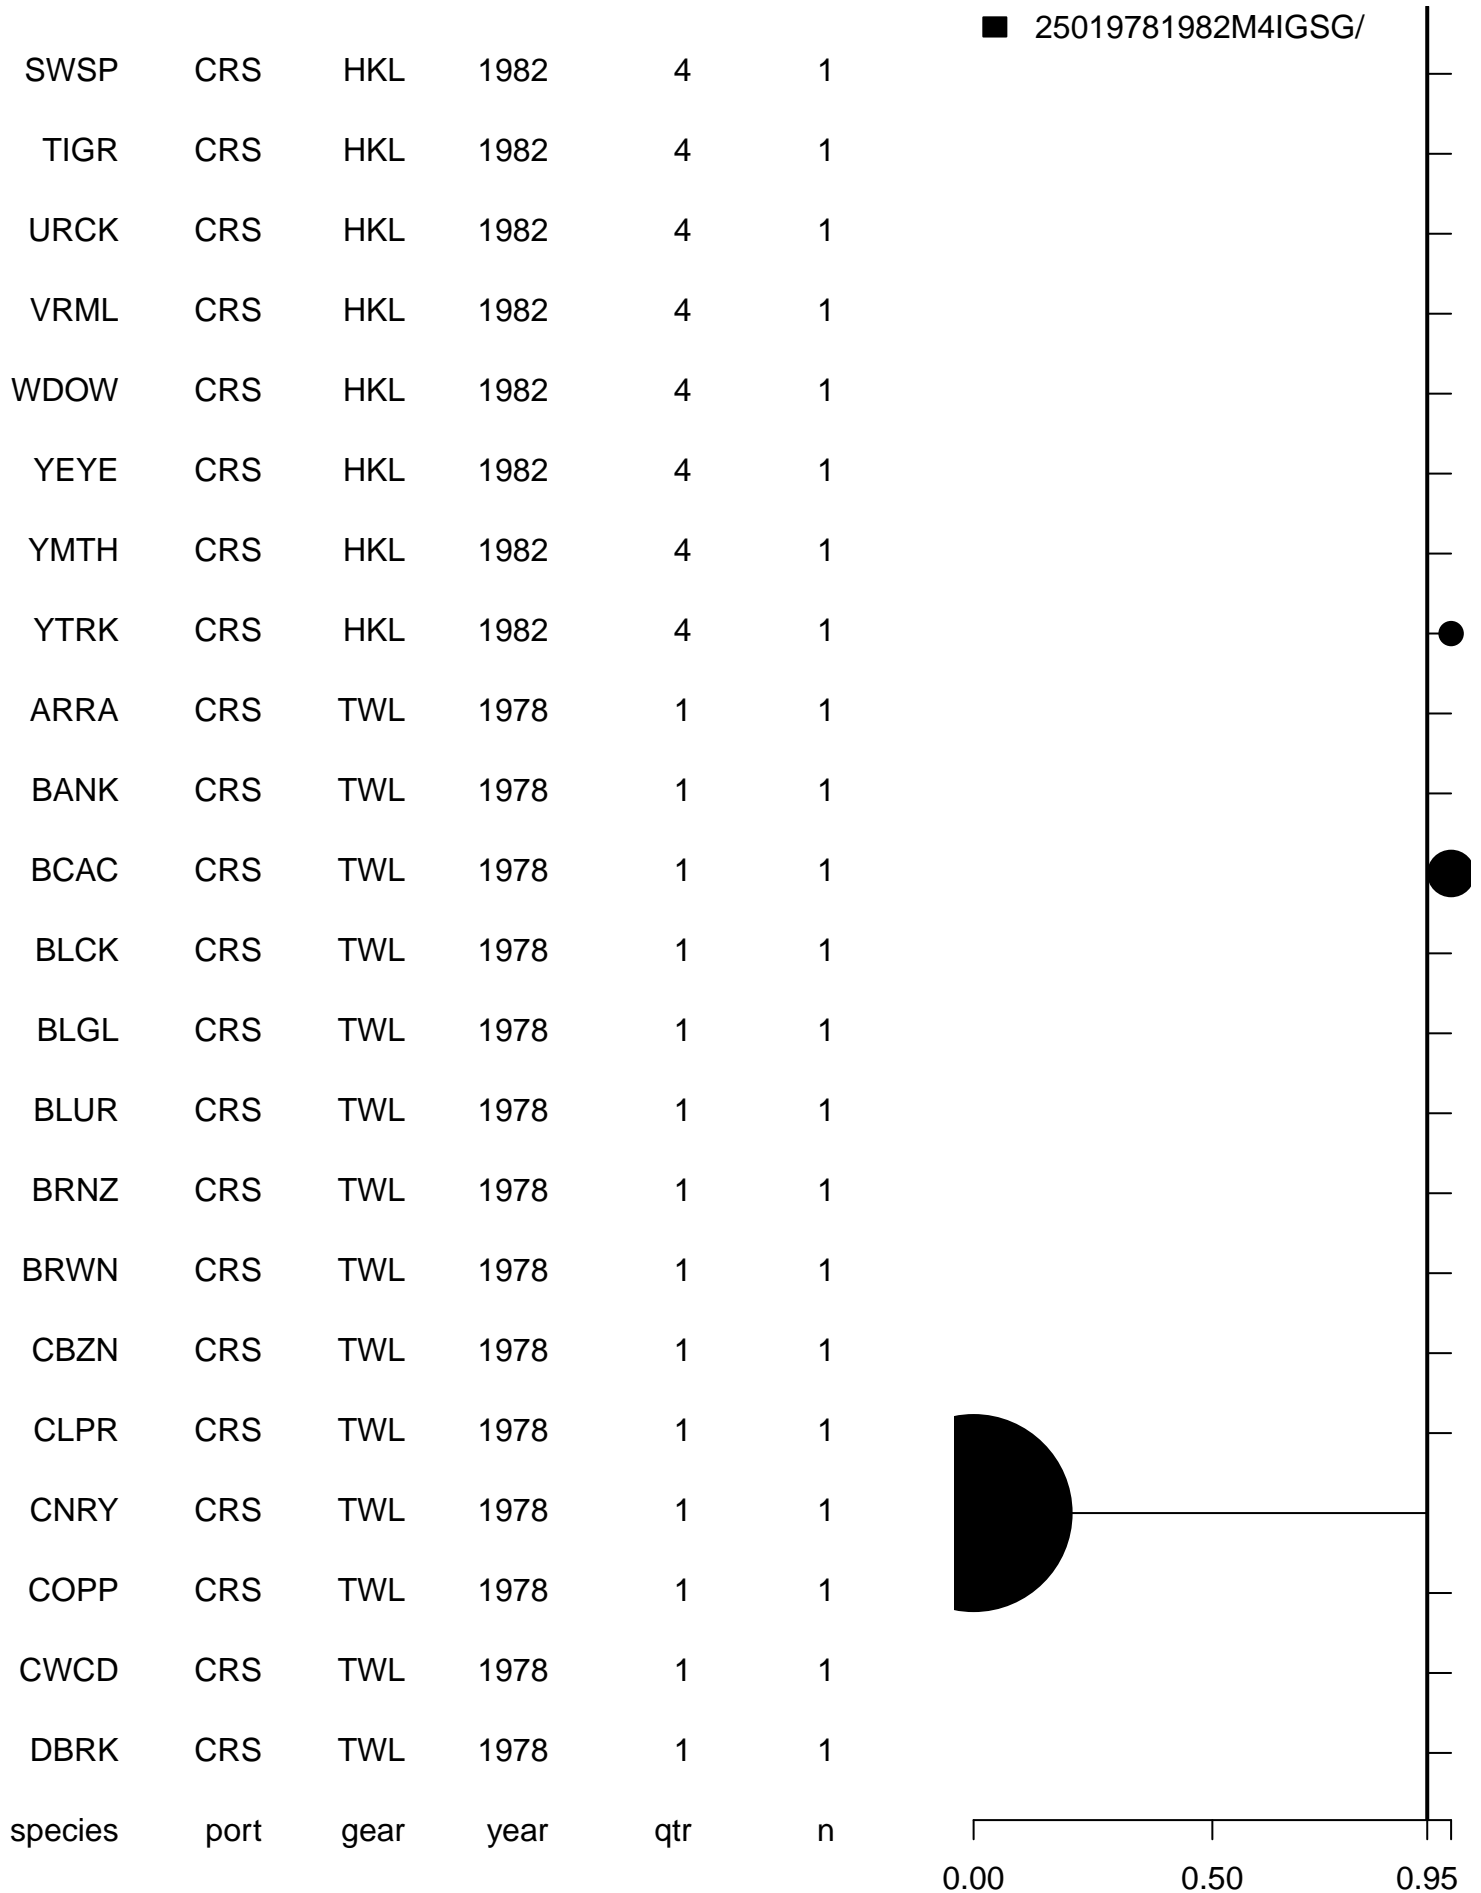 25019781982M4IGSG/
SWSP CRS HKL 1982 4 1
TIGR CRS HKL 1982 4 1
URCK CRS HKL 1982 4 1
VRML CRS HKL 1982 4 1
WDOW CRS HKL 1982 4 1
YEYE CRS HKL 1982 4 1
YMTH CRS HKL 1982 4 1
YTRK CRS HKL 1982 4 1
ARRA CRS TWL 1978 1 1
BANK CRS TWL 1978 1 1
BCAC CRS TWL 1978 1 1
BLCK CRS TWL 1978 1 1
BLGL CRS TWL 1978 1 1
BLUR CRS TWL 1978 1 1
BRNZ CRS TWL 1978 1 1
BRWN CRS TWL 1978 1 1
CBZN CRS TWL 1978 1 1
CLPR CRS TWL 1978 1 1
CNRY CRS TWL 1978 1 1
COPP CRS TWL 1978 1 1
CWCD CRS TWL 1978 1 1
DBRK CRS TWL 1978 1 1
species port gear year qtr n
0.00 0.50 0.95